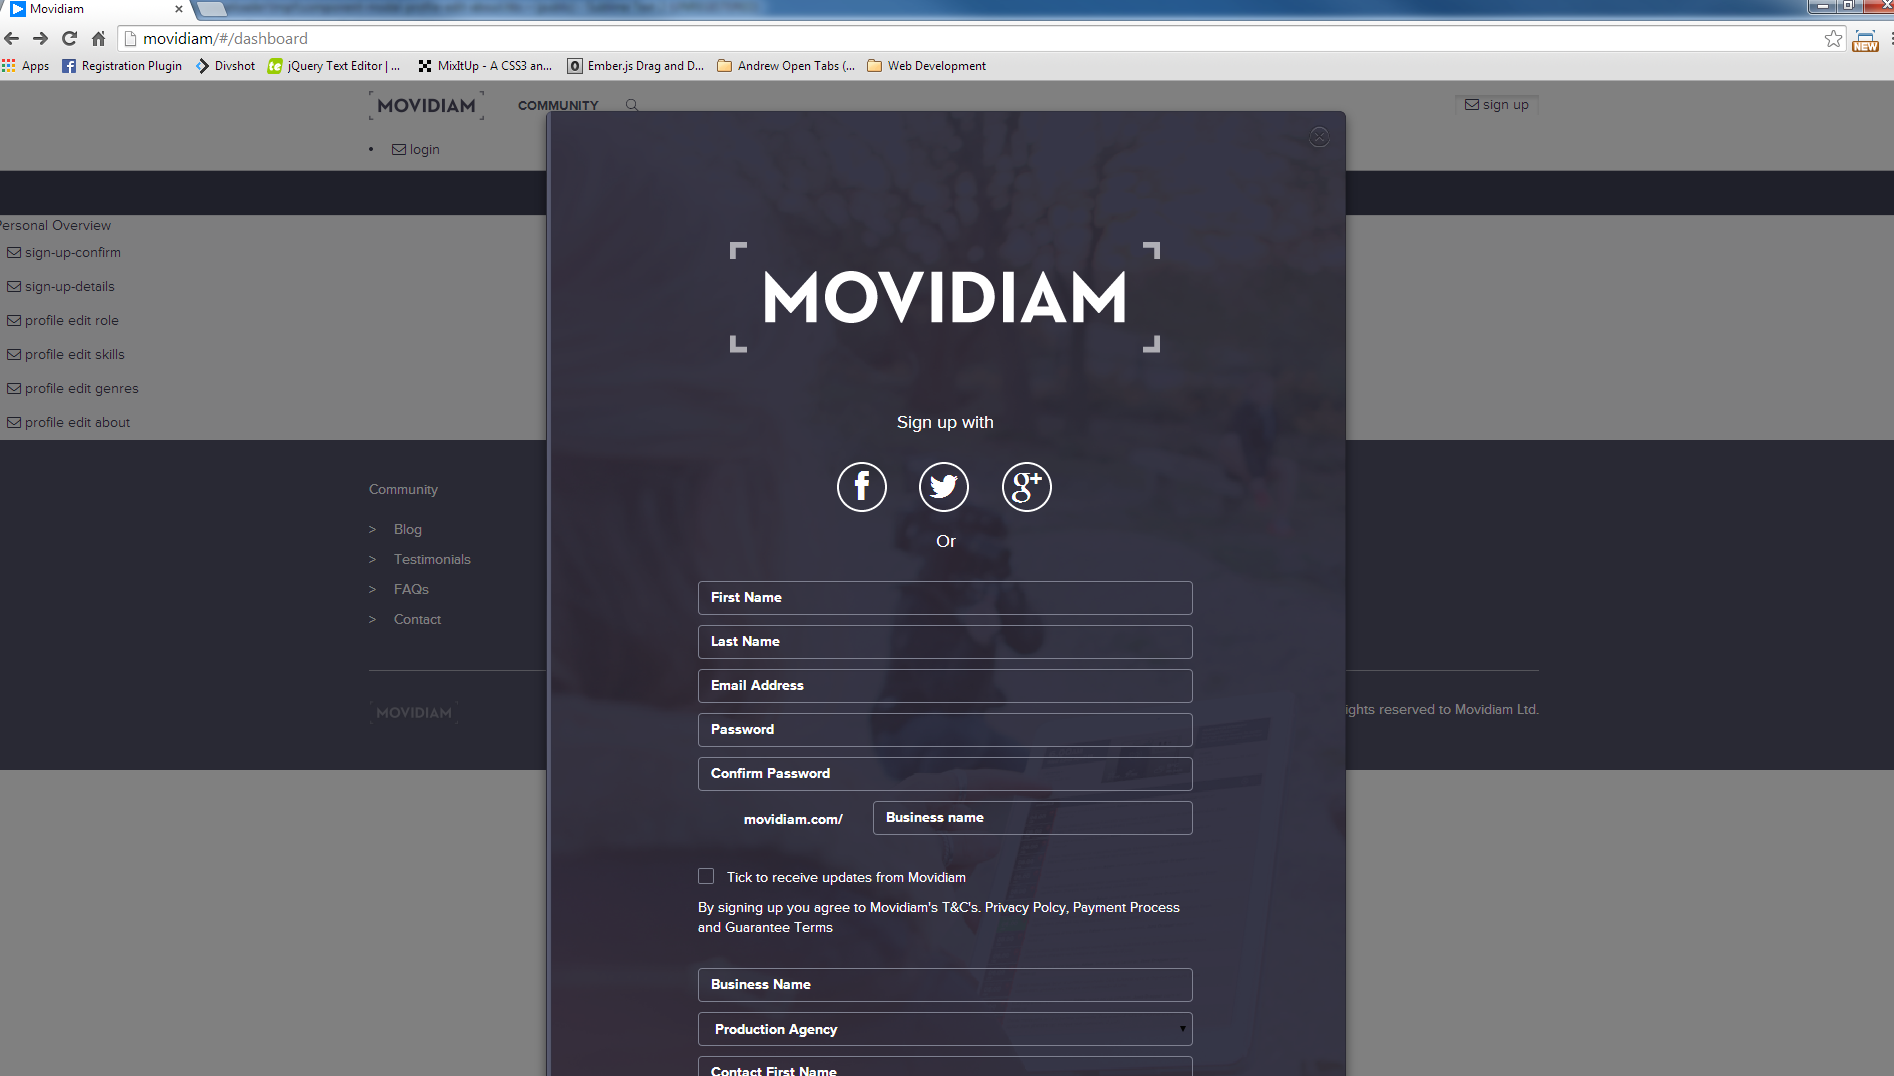 Movidiam
movidiam/#/dashboard
Apps Registration Plugin Divshot jQuery Text Editor | ... MixItUp - A CSS3 an... Ember.js Drag and D... Andrew Open Tabs (... Web Development
NEW
MOVIDIAM COMMUNITY sign up
login
Personal Overview
sign-up-confirm
sign-up-details
profile edit role
profile edit skills
profile edit genres
profile edit about
MOVIDIAM
Sign up with
f g+
Or
First Name
Last Name
Email Address
Password
Confirm Password
movidiam.com/ Business name
Tick to receive updates from Movidiam
By signing up you agree to Movidiam's T&C's. Privacy Polcy, Payment Process
and Guarantee Terms
Business Name
Production Agency
Contact First Name
Community
> Blog
> Testimonials
> FAQs
> Contact
MOVIDIAM
ights reserved to Movidiam Ltd.